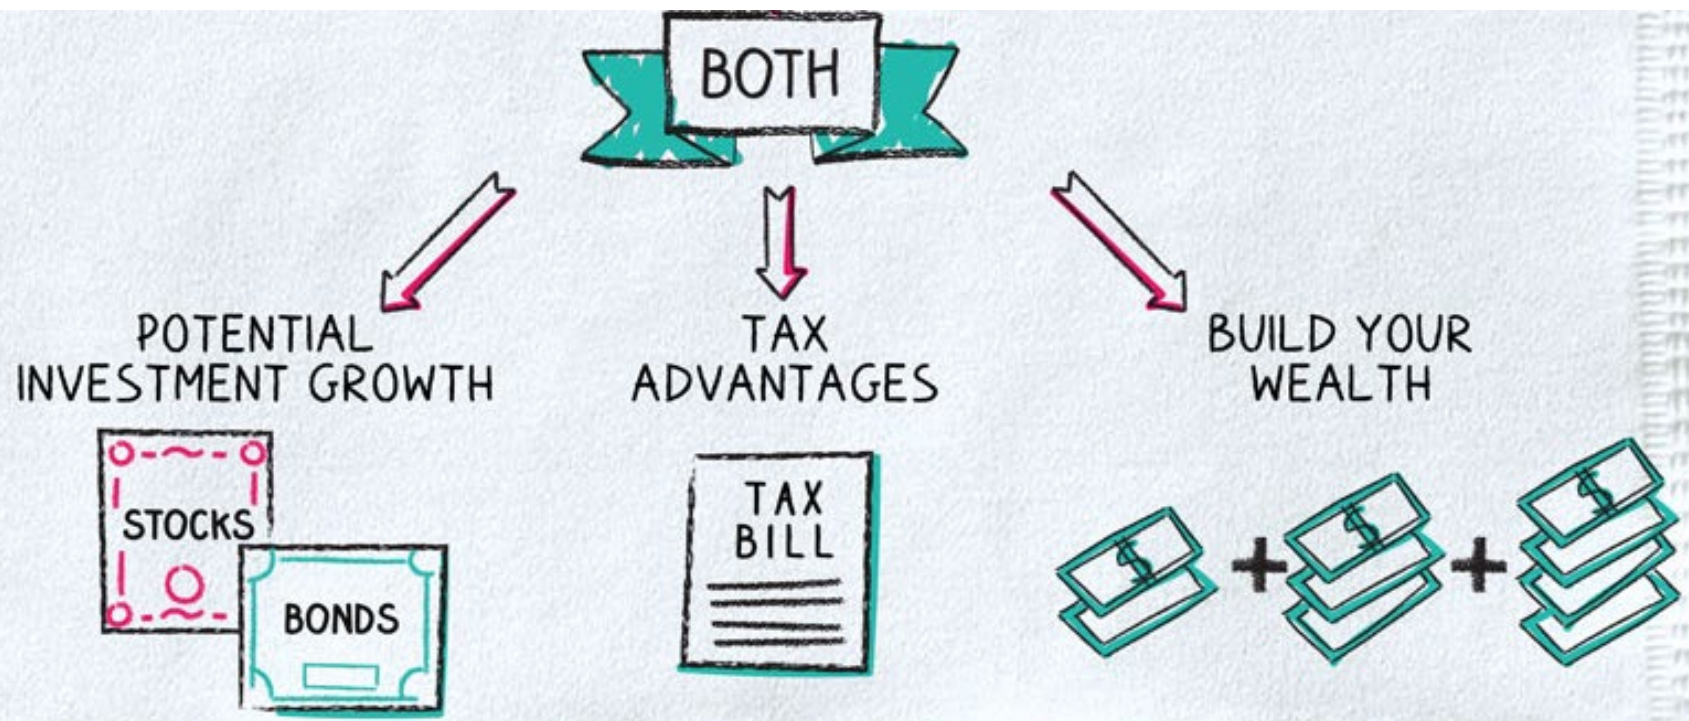 BOTH
POTENTIAL
INVESTMENT GROWTH
TAX
ADVANTAGES
BUILD YOUR
WEALTH
STOCKS
BONDS
TAX
BILL
$ + $ + $